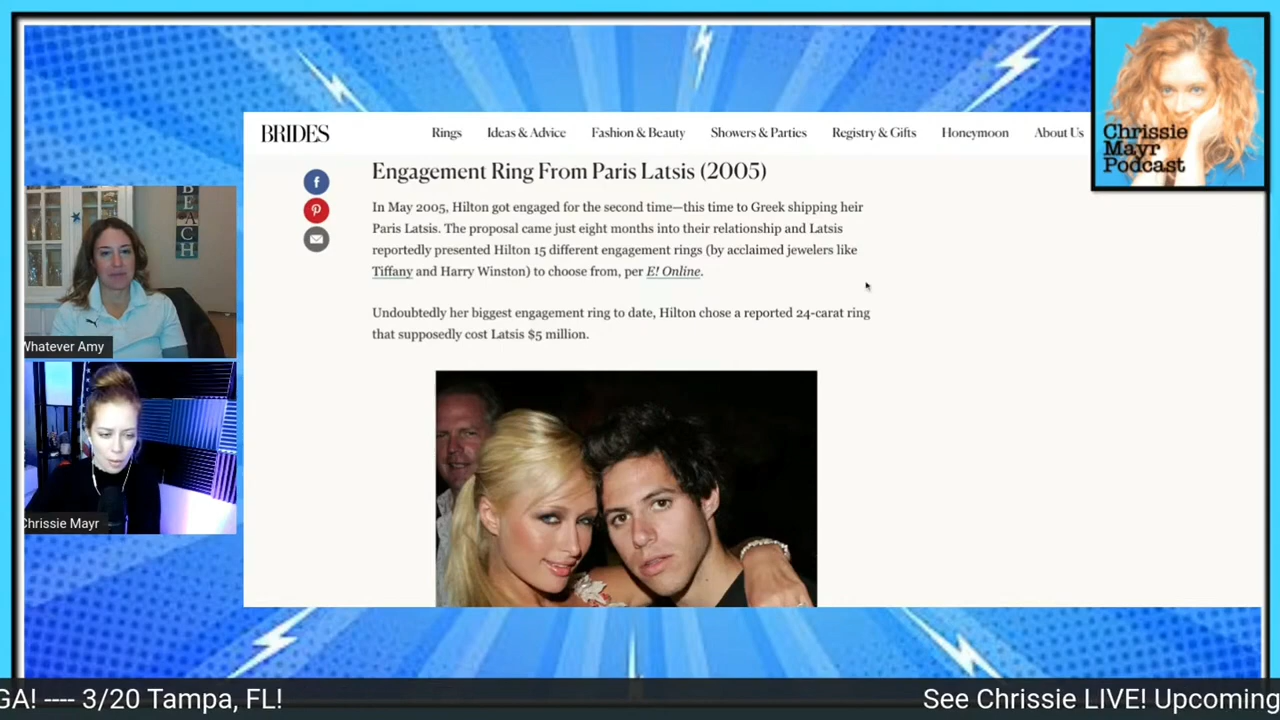 BRIDES
Rings Ideas & Advice Fashion & Beauty Showers & Parties Registry & Gifts Honeymoon About Us
Chrissie
Mayr
Podcast
Engagement Ring From Paris Latsis (2005)
In May 2005, Hilton got engaged for the second time—this time to Greek shipping heir
Paris Latsis. The proposal came just eight months into their relationship and Latsis
reportedly presented Hilton 15 different engagement rings (by acclaimed jewelers like
Tiffany and Harry Winston) to choose from, per E! Online.
Undoubtedly her biggest engagement ring to date, Hilton chose a reported 24-carat ring
that supposedly cost Latsis $5 million.
BEACH
Whatever Amy
Chrissie Mayr
GA! ---- 3/20 Tampa, FL!
See Chrissie LIVE! Upcoming